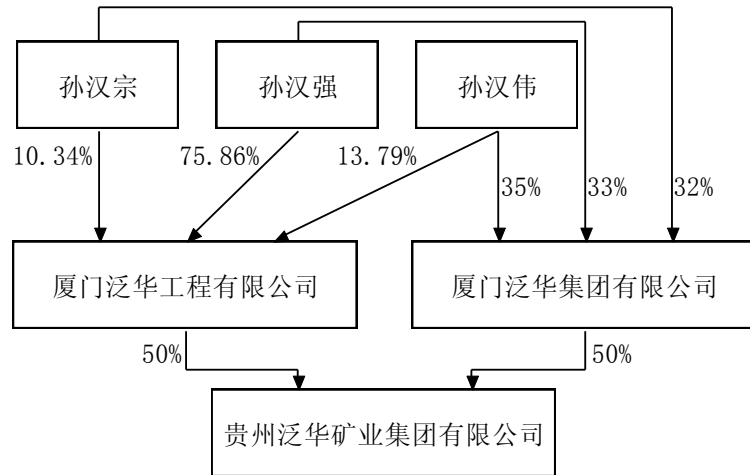 孙汉宗
孙汉强
孙汉伟
10.34%
75.86%
13.79%
35%
33%
32%
厦门泛华工程有限公司
厦门泛华集团有限公司
50%
50%
贵州泛华矿业集团有限公司